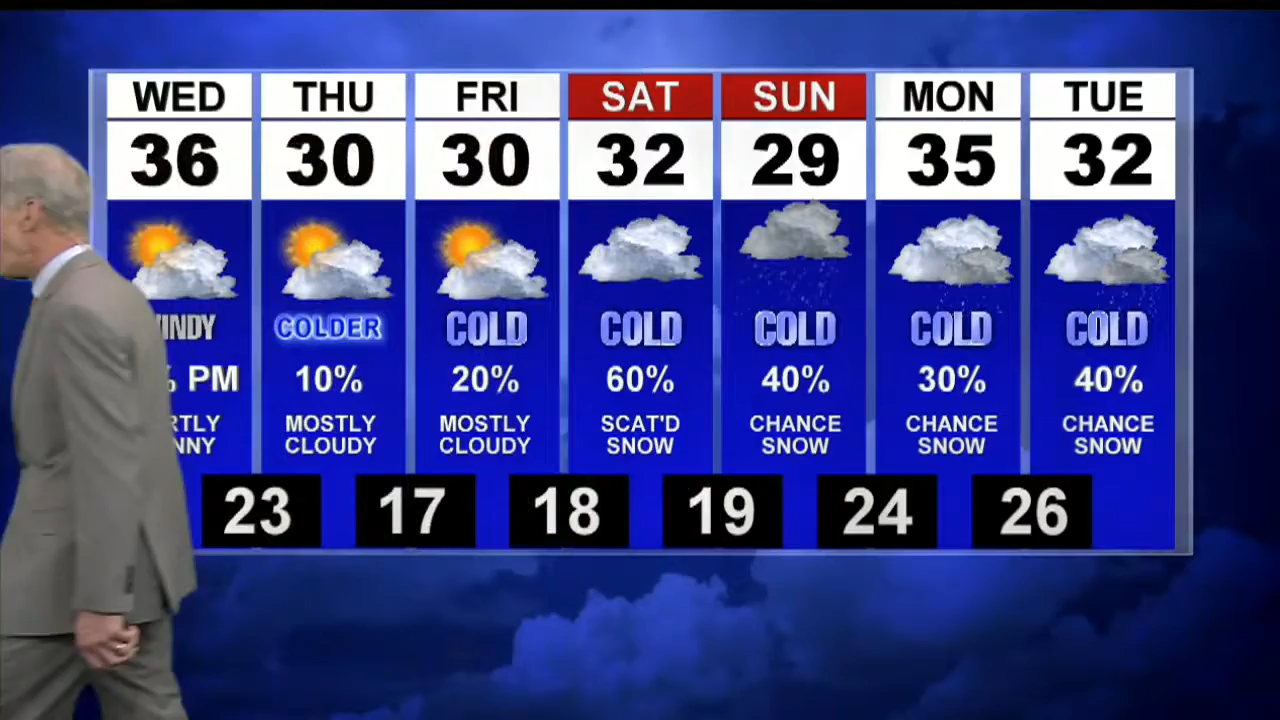 WED THU FRI SAT SUN MON TUE
36 30 30 32 29 35 32
COLDER COLD COLD COLD COLD COLD
PM 10% 20% 60% 40% 30% 40%
MOSTLY MOSTLY SCAT'D CHANCE CHANCE CHANCE
CLOUDY CLOUDY SNOW SNOW SNOW SNOW
23 17 18 19 24 26